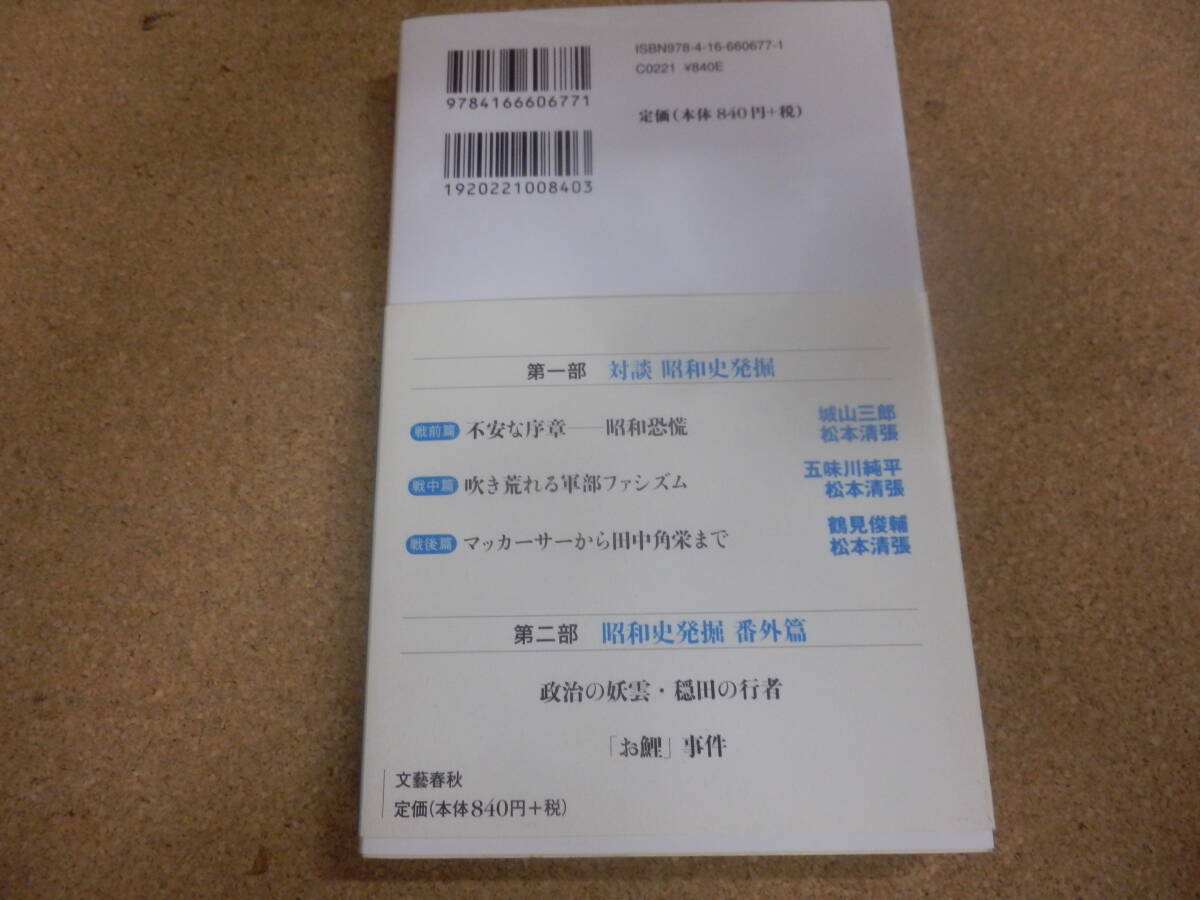 ISBN978-4-16-660677-1
C0221 ¥840E
9784166606771
定価(本体840円+税)
1920221008403
第一部 対談 昭和史発掘
戦前篇 不安な序章——昭和恐慌 城山三郎
松本清張
戦中篇 吹き荒れる軍部ファシズム 五味川純平
松本清張
戦後篇 マッカーサーから田中角栄まで 鶴見俊輔
松本清張
第二部 昭和史発掘 番外篇
政治の妖雲・穏田の行者
「お鯉」事件
文藝春秋
定価(本体840円+税)